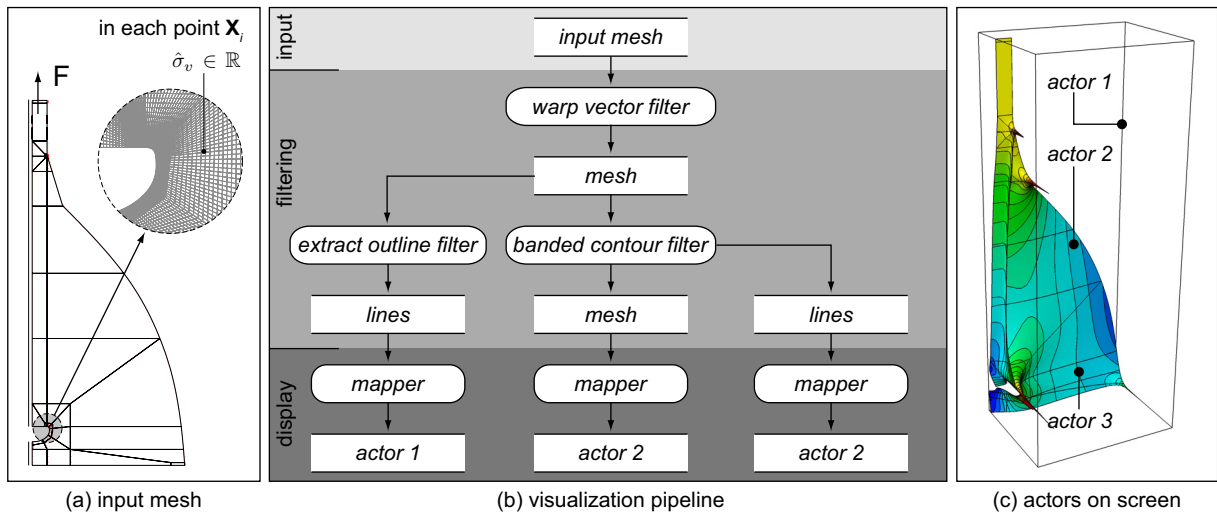 in each point Xᵢ
σ̂ᵥ ∈ ℝ
F
(a) input mesh
input
filtering
display
input mesh
warp vector filter
mesh
extract outline filter
banded contour filter
lines
mesh
lines
mapper
mapper
mapper
actor 1
actor 2
actor 2
(b) visualization pipeline
actor 1
actor 2
actor 3
(c) actors on screen